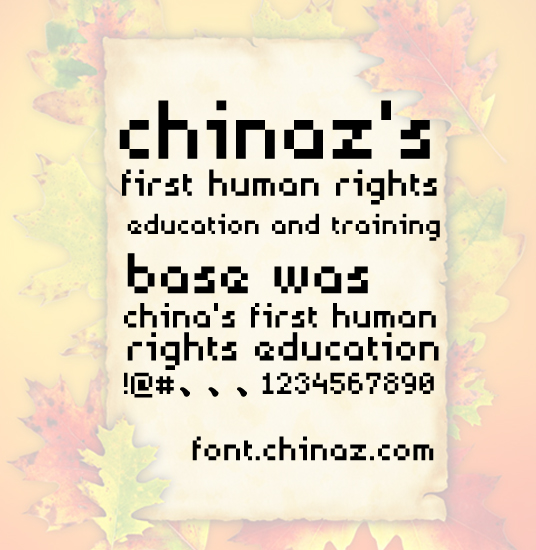 chinaz's
first human rights
education and training
base was
china's first human
rights education
!@#、、、1234567890
font.chinaz.com